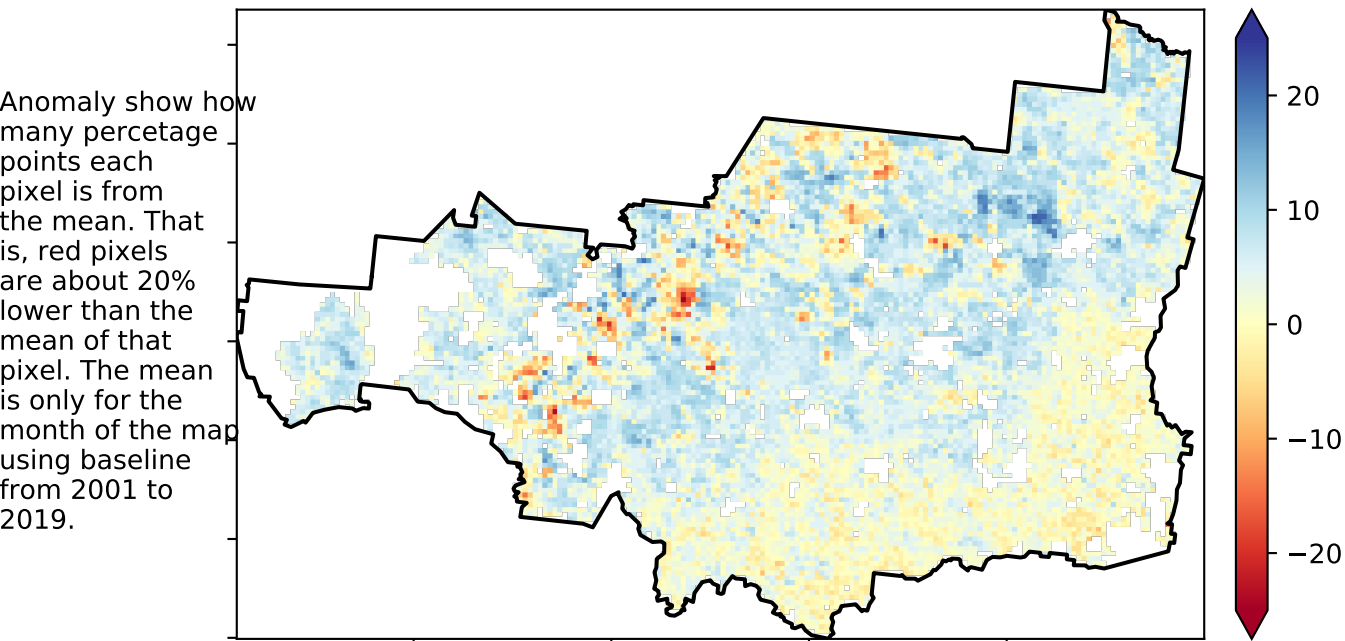 Anomaly show how
many percetage
points each
pixel is from
the mean. That
is, red pixels
are about 20%
lower than the
mean of that
pixel. The mean
is only for the
month of the map
using baseline
from 2001 to
2019.
20
10
0
−10
−20